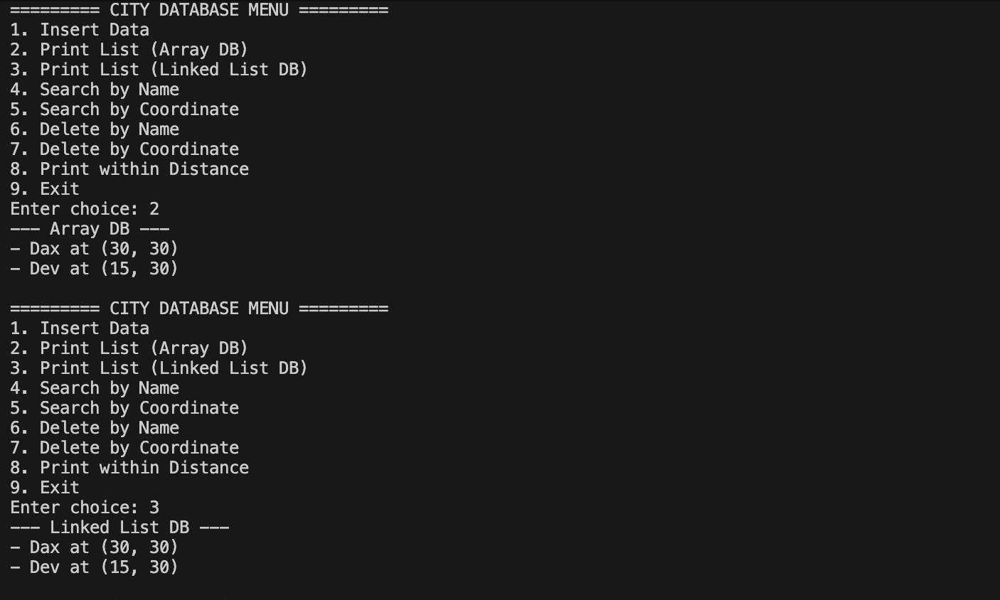 ========= CITY DATABASE MENU =========
1. Insert Data
2. Print List (Array DB)
3. Print List (Linked List DB)
4. Search by Name
5. Search by Coordinate
6. Delete by Name
7. Delete by Coordinate
8. Print within Distance
9. Exit
Enter choice: 2
--- Array DB ---
- Dax at (30, 30)
- Dev at (15, 30)

========= CITY DATABASE MENU =========
1. Insert Data
2. Print List (Array DB)
3. Print List (Linked List DB)
4. Search by Name
5. Search by Coordinate
6. Delete by Name
7. Delete by Coordinate
8. Print within Distance
9. Exit
Enter choice: 3
--- Linked List DB ---
- Dax at (30, 30)
- Dev at (15, 30)